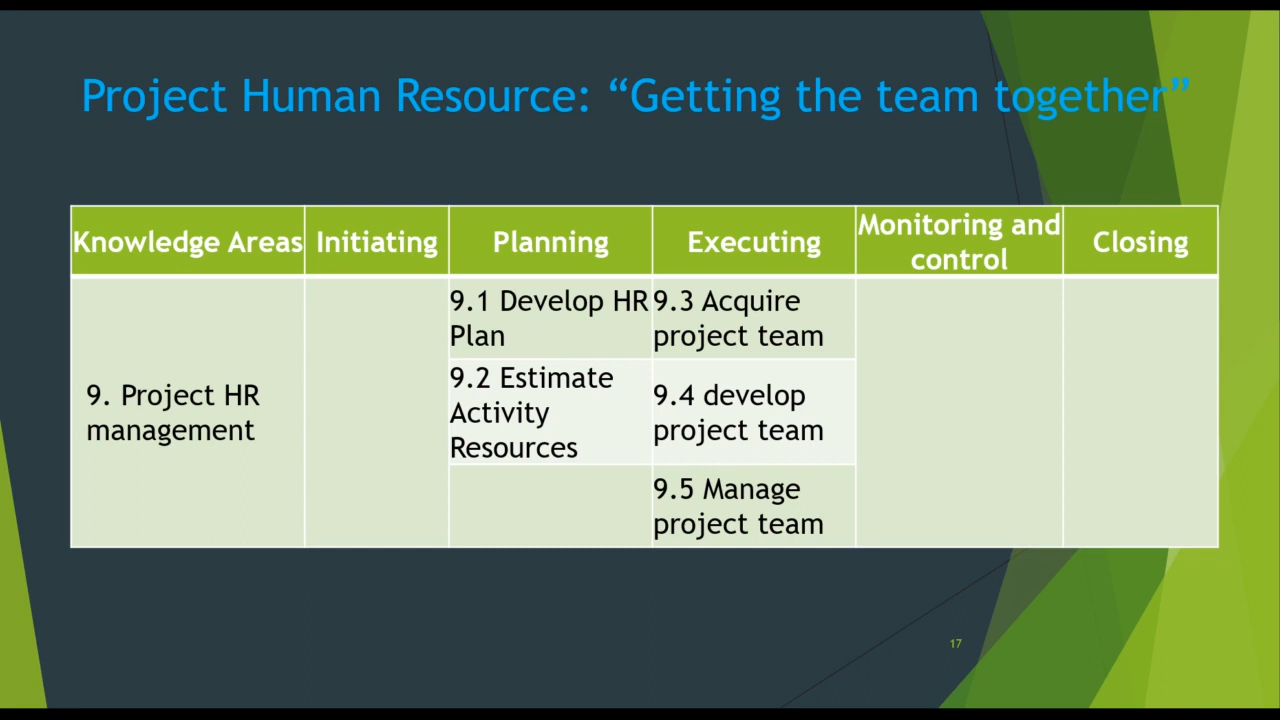 Project Human Resource: “Getting the team together”
Knowledge Areas
Initiating
Planning
Executing
Monitoring and
control
Closing
9. Project HR
management
9.1 Develop HR
Plan
9.3 Acquire
project team
9.2 Estimate
Activity
Resources
9.4 develop
project team
9.5 Manage
project team
17